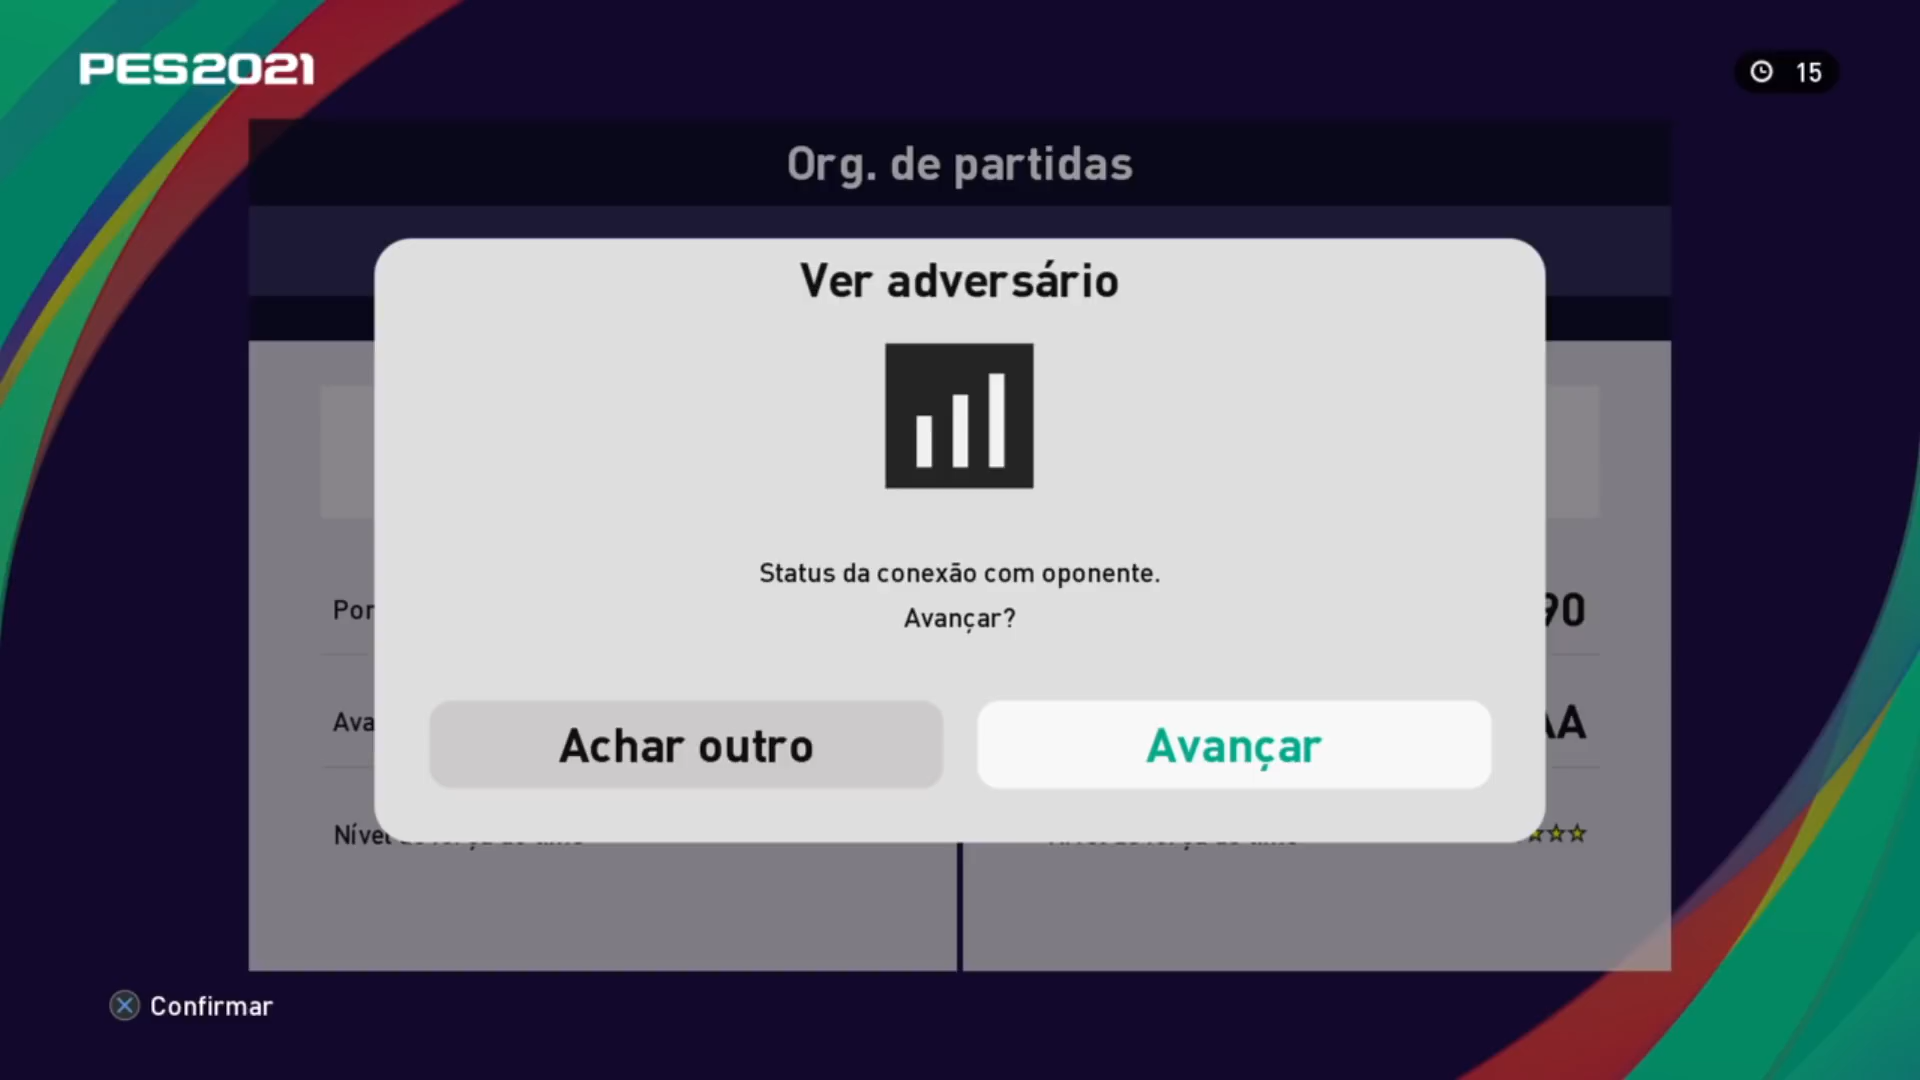 PES2021
15
Org. de partidas
Ver adversário
Status da conexão com oponente.
Avançar?
Achar outro
Avançar
Confirmar